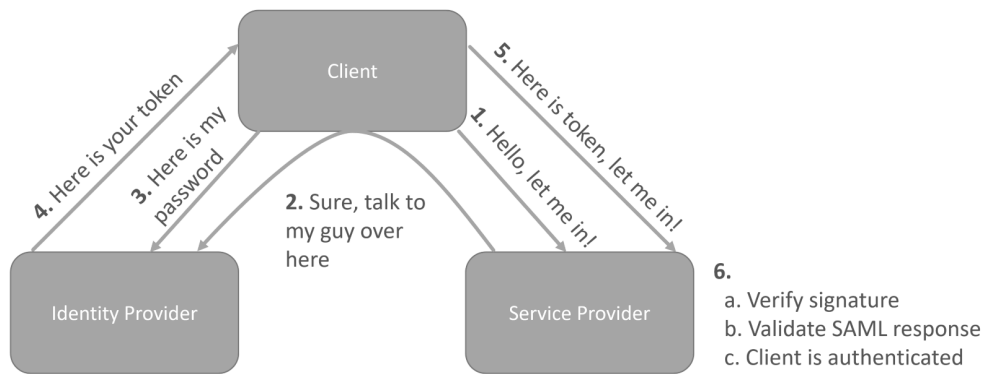 Client
4. Here is your token
3. Here is my
password
2. Sure, talk to
my guy over
here
1. Hello, let me in!
5. Here is token, let me in!
Identity Provider
Service Provider
6.
a. Verify signature
b. Validate SAML response
c. Client is authenticated